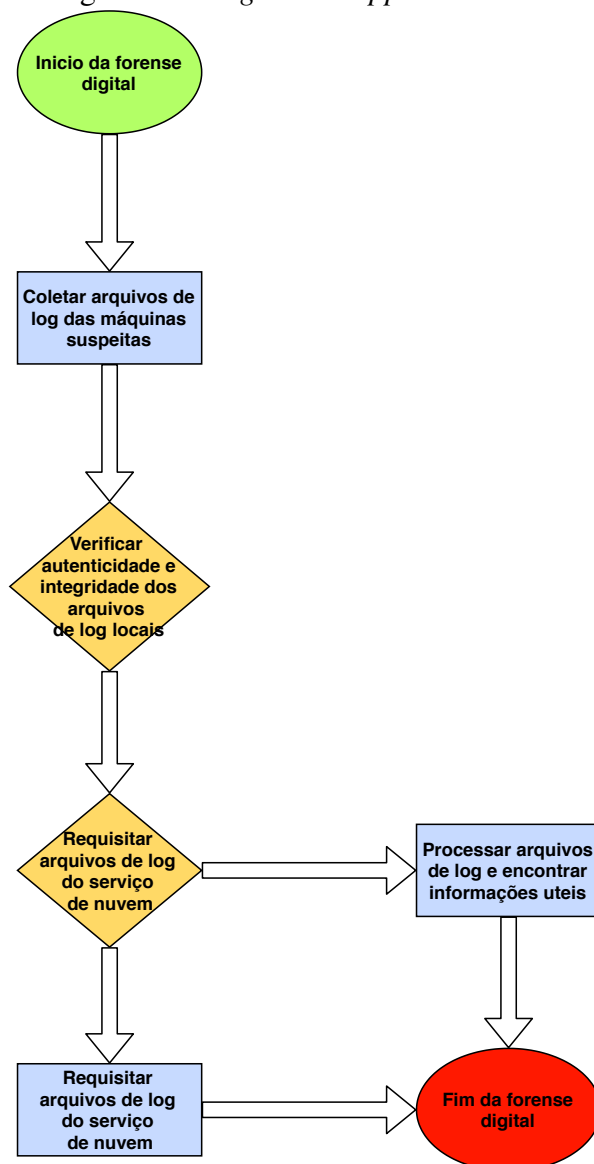 Inicio da forense
digital
Coletar arquivos de
log das máquinas
suspeitas
Verificar
autenticidade e
integridade dos
arquivos
de log locais
Requisitar
arquivos de log
do serviço
de nuvem
Processar arquivos
de log e encontrar
informações uteis
Requisitar
arquivos de log
do serviço
de nuvem
Fim da forense
digital